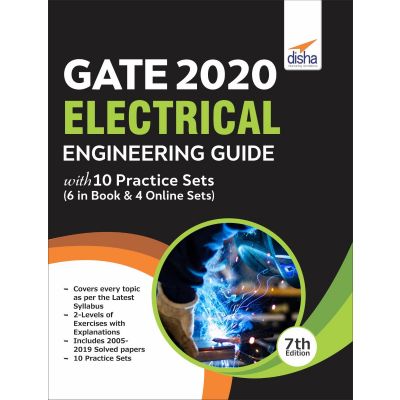 disha
GATE 2020
ELECTRICAL
ENGINEERING GUIDE
with 10 Practice Sets
(6 in Book & 4 Online Sets)
~ Covers every topic
as per the Latest
Syllabus
~ 2-Levels of
Exercises with
Explanations
~ Includes 2005-
2019 Solved papers
~ 10 Practice Sets
7th
Edition